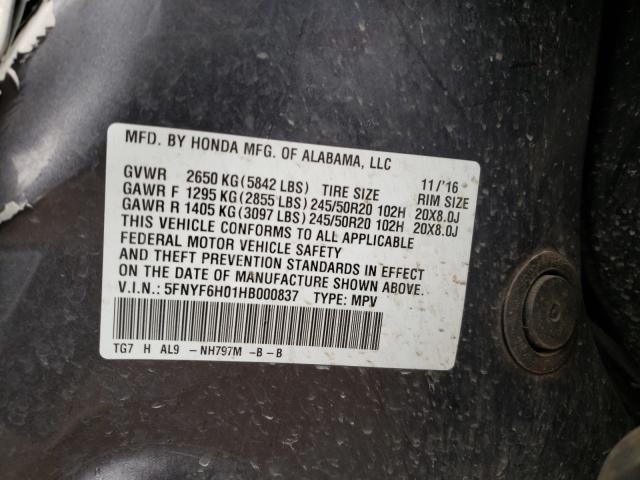 MFD. BY HONDA MFG. OF ALABAMA, LLC
GVWR 2650 KG(5842 LBS) TIRE SIZE 11/'16 RIM SIZE
GAWR F 1295 KG(2855 LBS)245/50R20 102H 20X8.0J
GAWR R 1405 KG(3097 LBS)245/50R20 102H 20X8.0J
THIS VEHICLE CONFORMS TO ALL APPLICABLE
FEDERAL MOTOR VEHICLE SAFETY
AND THEFT PREVENTION STANDARDS IN EFFECT
ON THE DATE OF MANUFACTURE SHOWN ABOVE.
V.I.N.: 5FNYF6H01HB000837 TYPE: MPV
TG7 H AL9 -NH797M -B-B